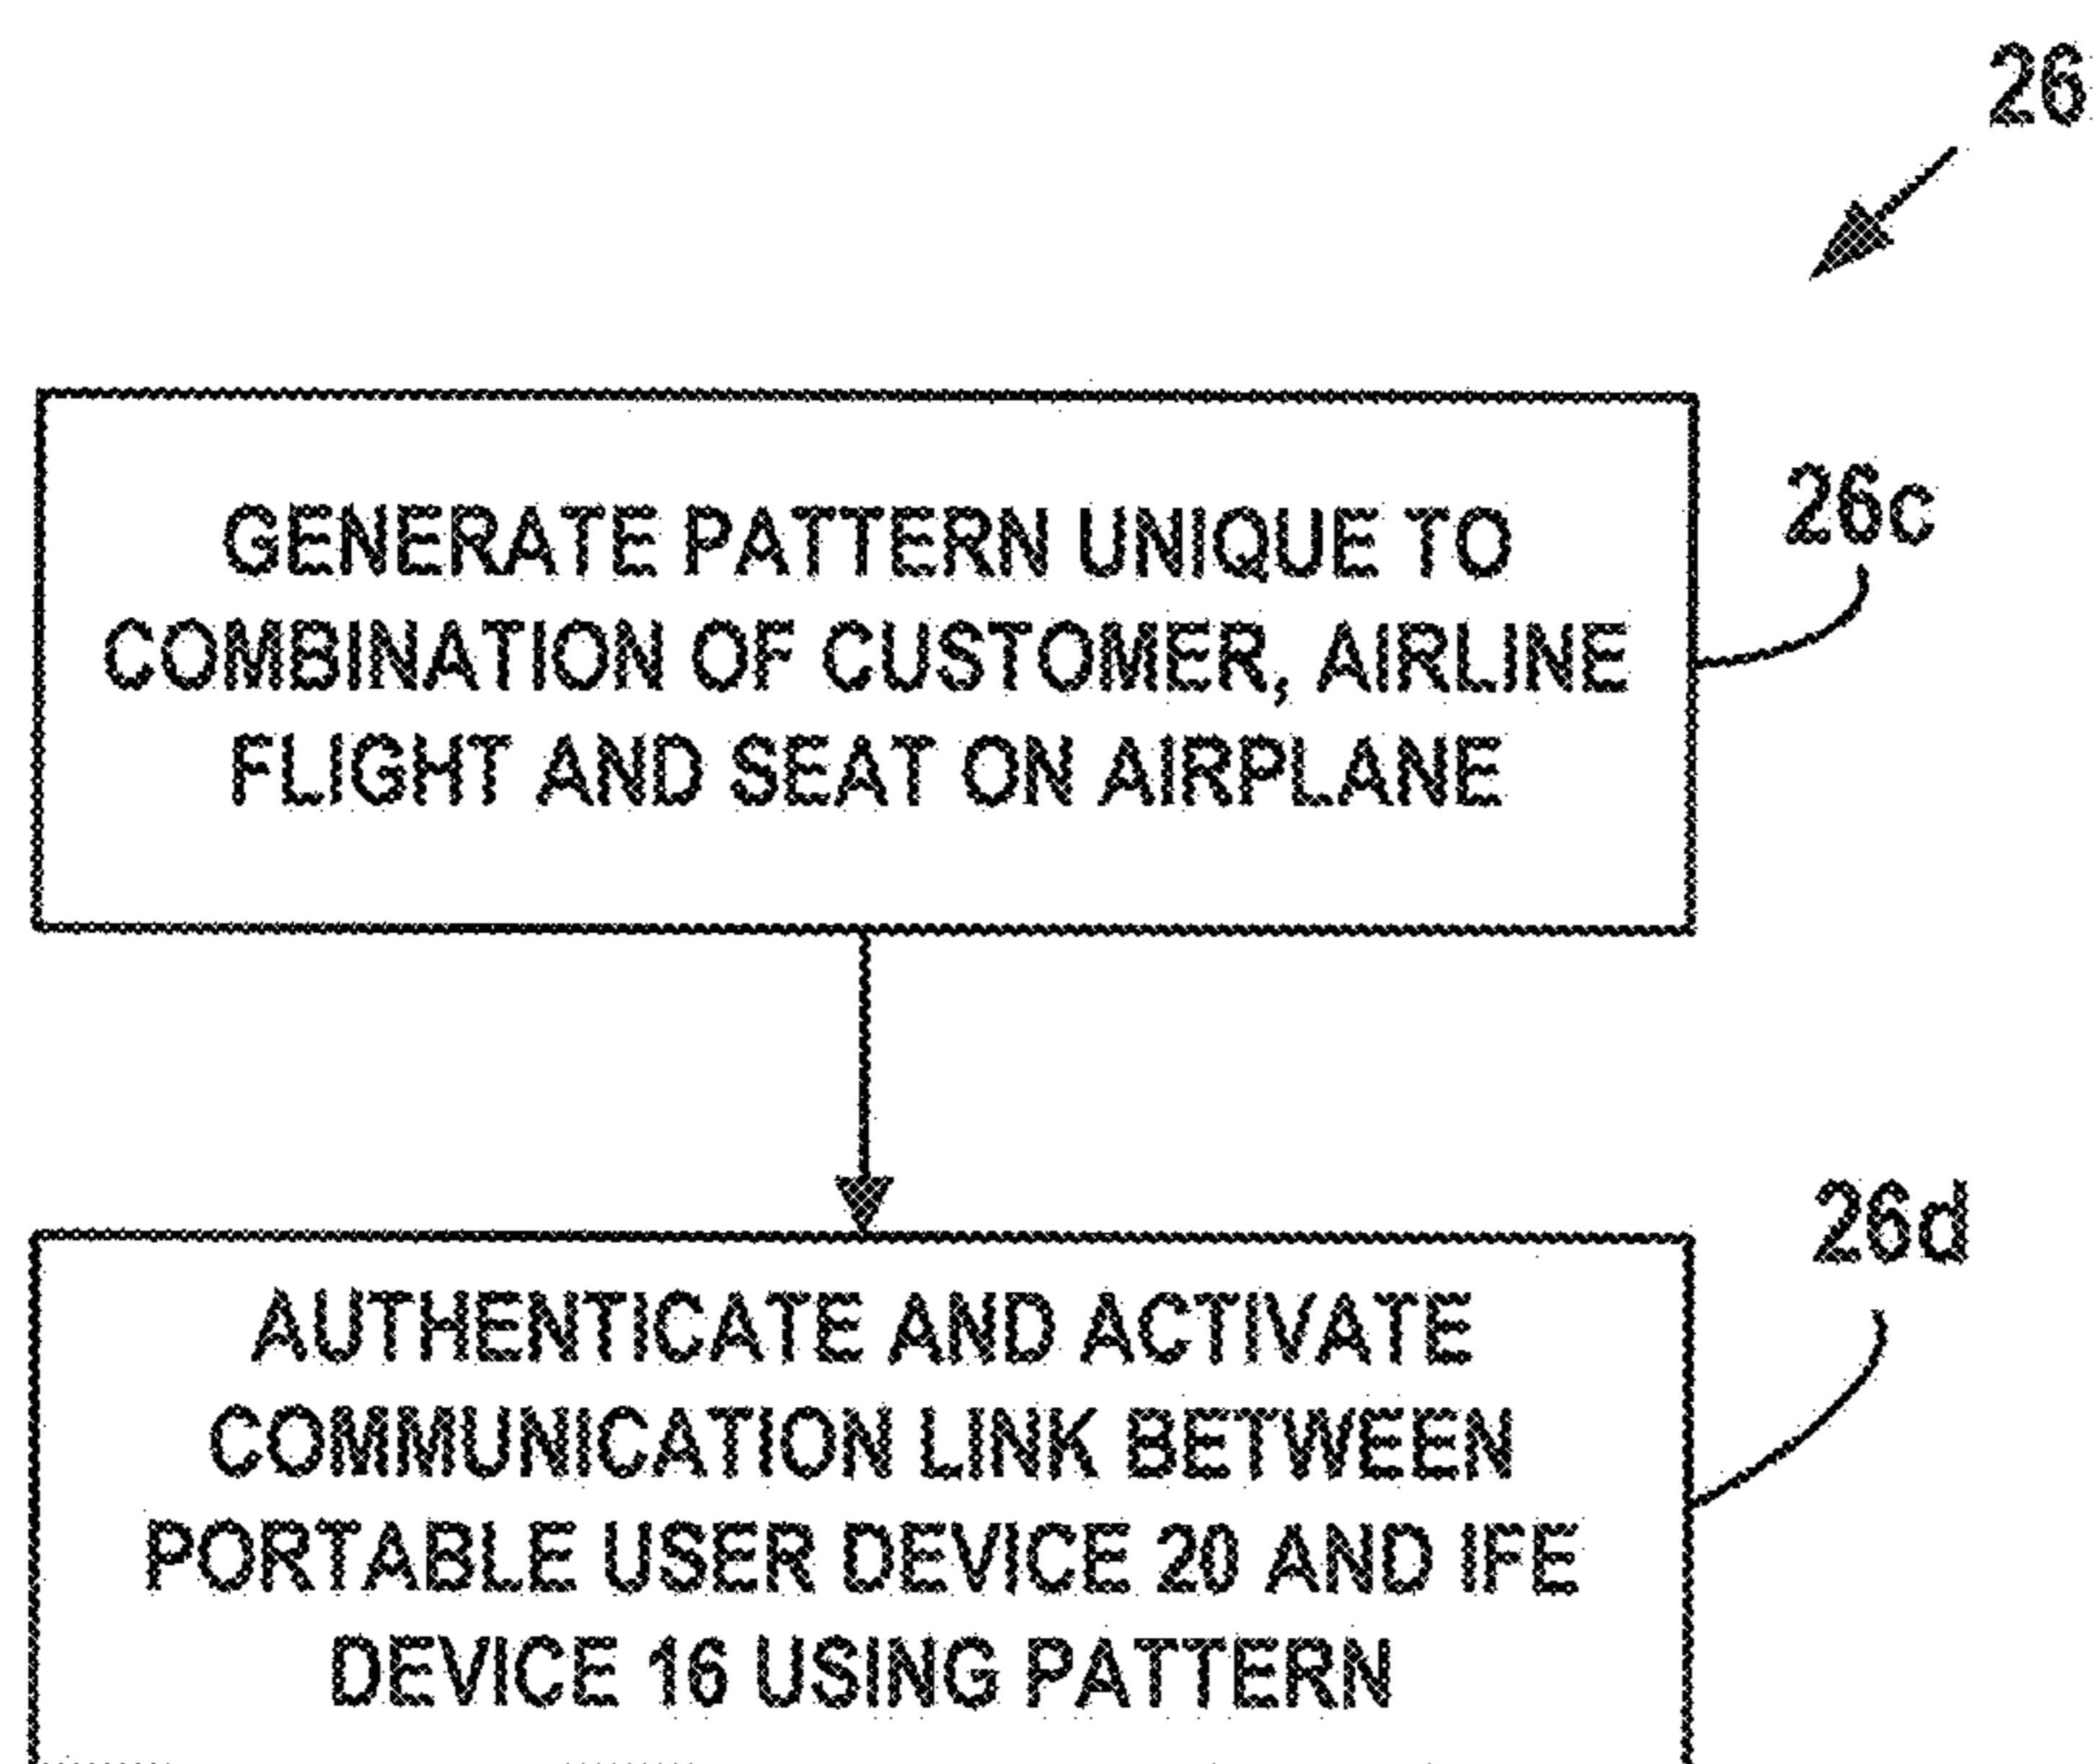 26
GENERATE PATTERN UNIQUE TO
COMBINATION OF CUSTOMER, AIRLINE
FLIGHT AND SEAT ON AIRPLANE
26c
AUTHENTICATE AND ACTIVATE
COMMUNICATION LINK BETWEEN
PORTABLE USER DEVICE 20 AND IFE
DEVICE 16 USING PATTERN
26d